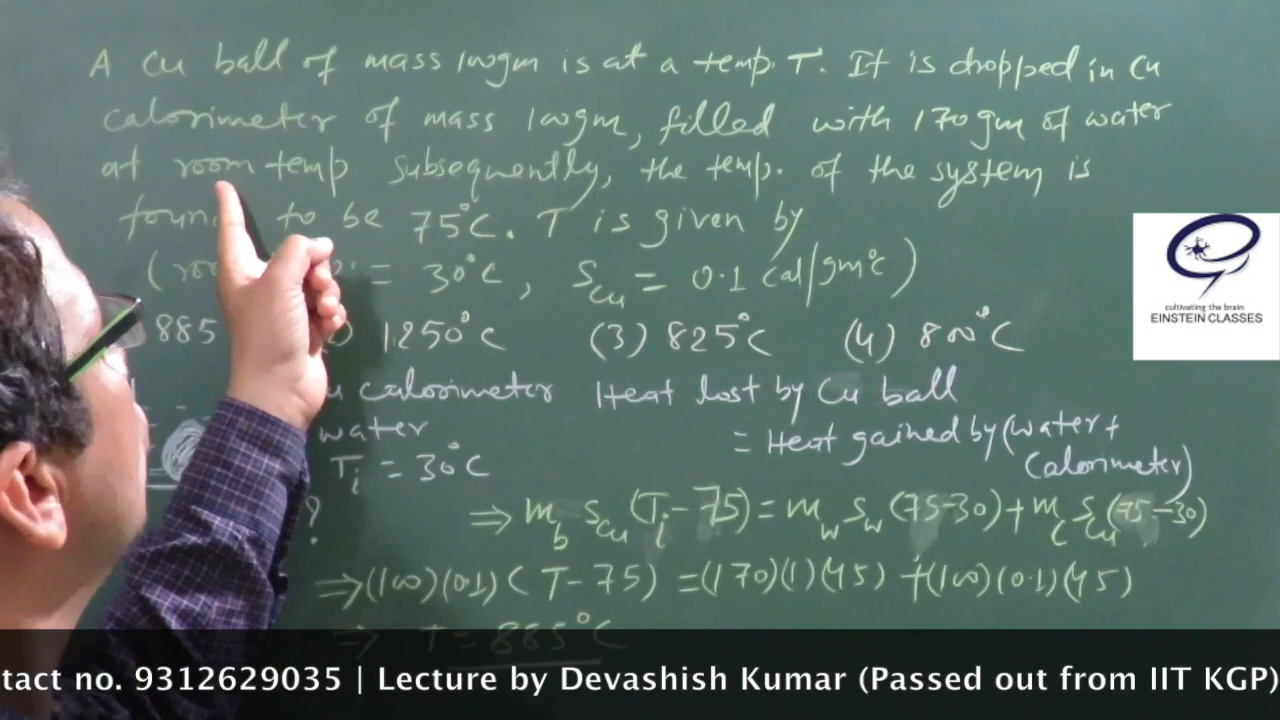 A Cu ball of mass 100gm is at a temp. T. It is dropped in Cu
calorimeter of mass 100gm, filled with 170 gm of water
at room temp. Subsequently, the temp. of the system is
to be 75°C. T is given by
= 30°C, S_Cu = 0.1 cal/gm°C)
885 1250°C (3) 825°C (4) 800°C
calorimeter Heat lost by Cu ball
water = Heat gained by (water +
Calorimeter)
T_i = 30°C
? ⇒ m_b S_Cu (T_i - 75) = m_w S_w (75-30) + m_c S_Cu (75-30)
⇒ (100)(0.1)(T-75) = (170)(1)(45) + (100)(0.1)(45)
⇒ T = 885°C
cultivating the brain
EINSTEIN CLASSES
no. 9312629035 | Lecture by Devashish Kumar (Passed out from IIT KGP)